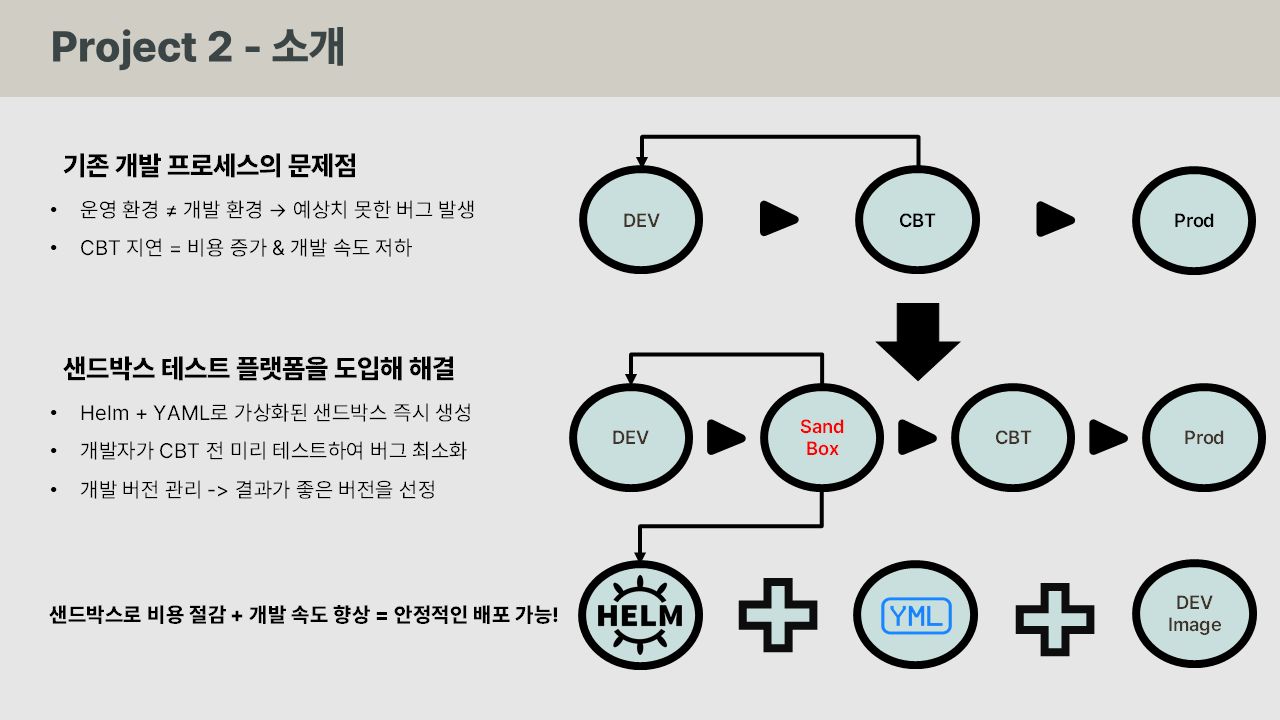 Project 2 - 소개
기존 개발 프로세스의 문제점
• 운영 환경 ≠ 개발 환경 → 예상치 못한 버그 발생
• CBT 지연 = 비용 증가 & 개발 속도 저하
DEV
CBT
Prod
샌드박스 테스트 플랫폼을 도입해 해결
• Helm + YAML로 가상화된 샌드박스 즉시 생성
• 개발자가 CBT 전 미리 테스트하여 버그 최소화
• 개발 버전 관리 -> 결과가 좋은 버전을 선정
DEV
Sand
Box
CBT
Prod
샌드박스로 비용 절감 + 개발 속도 향상 = 안정적인 배포 가능!
HELM
YML
DEV
Image